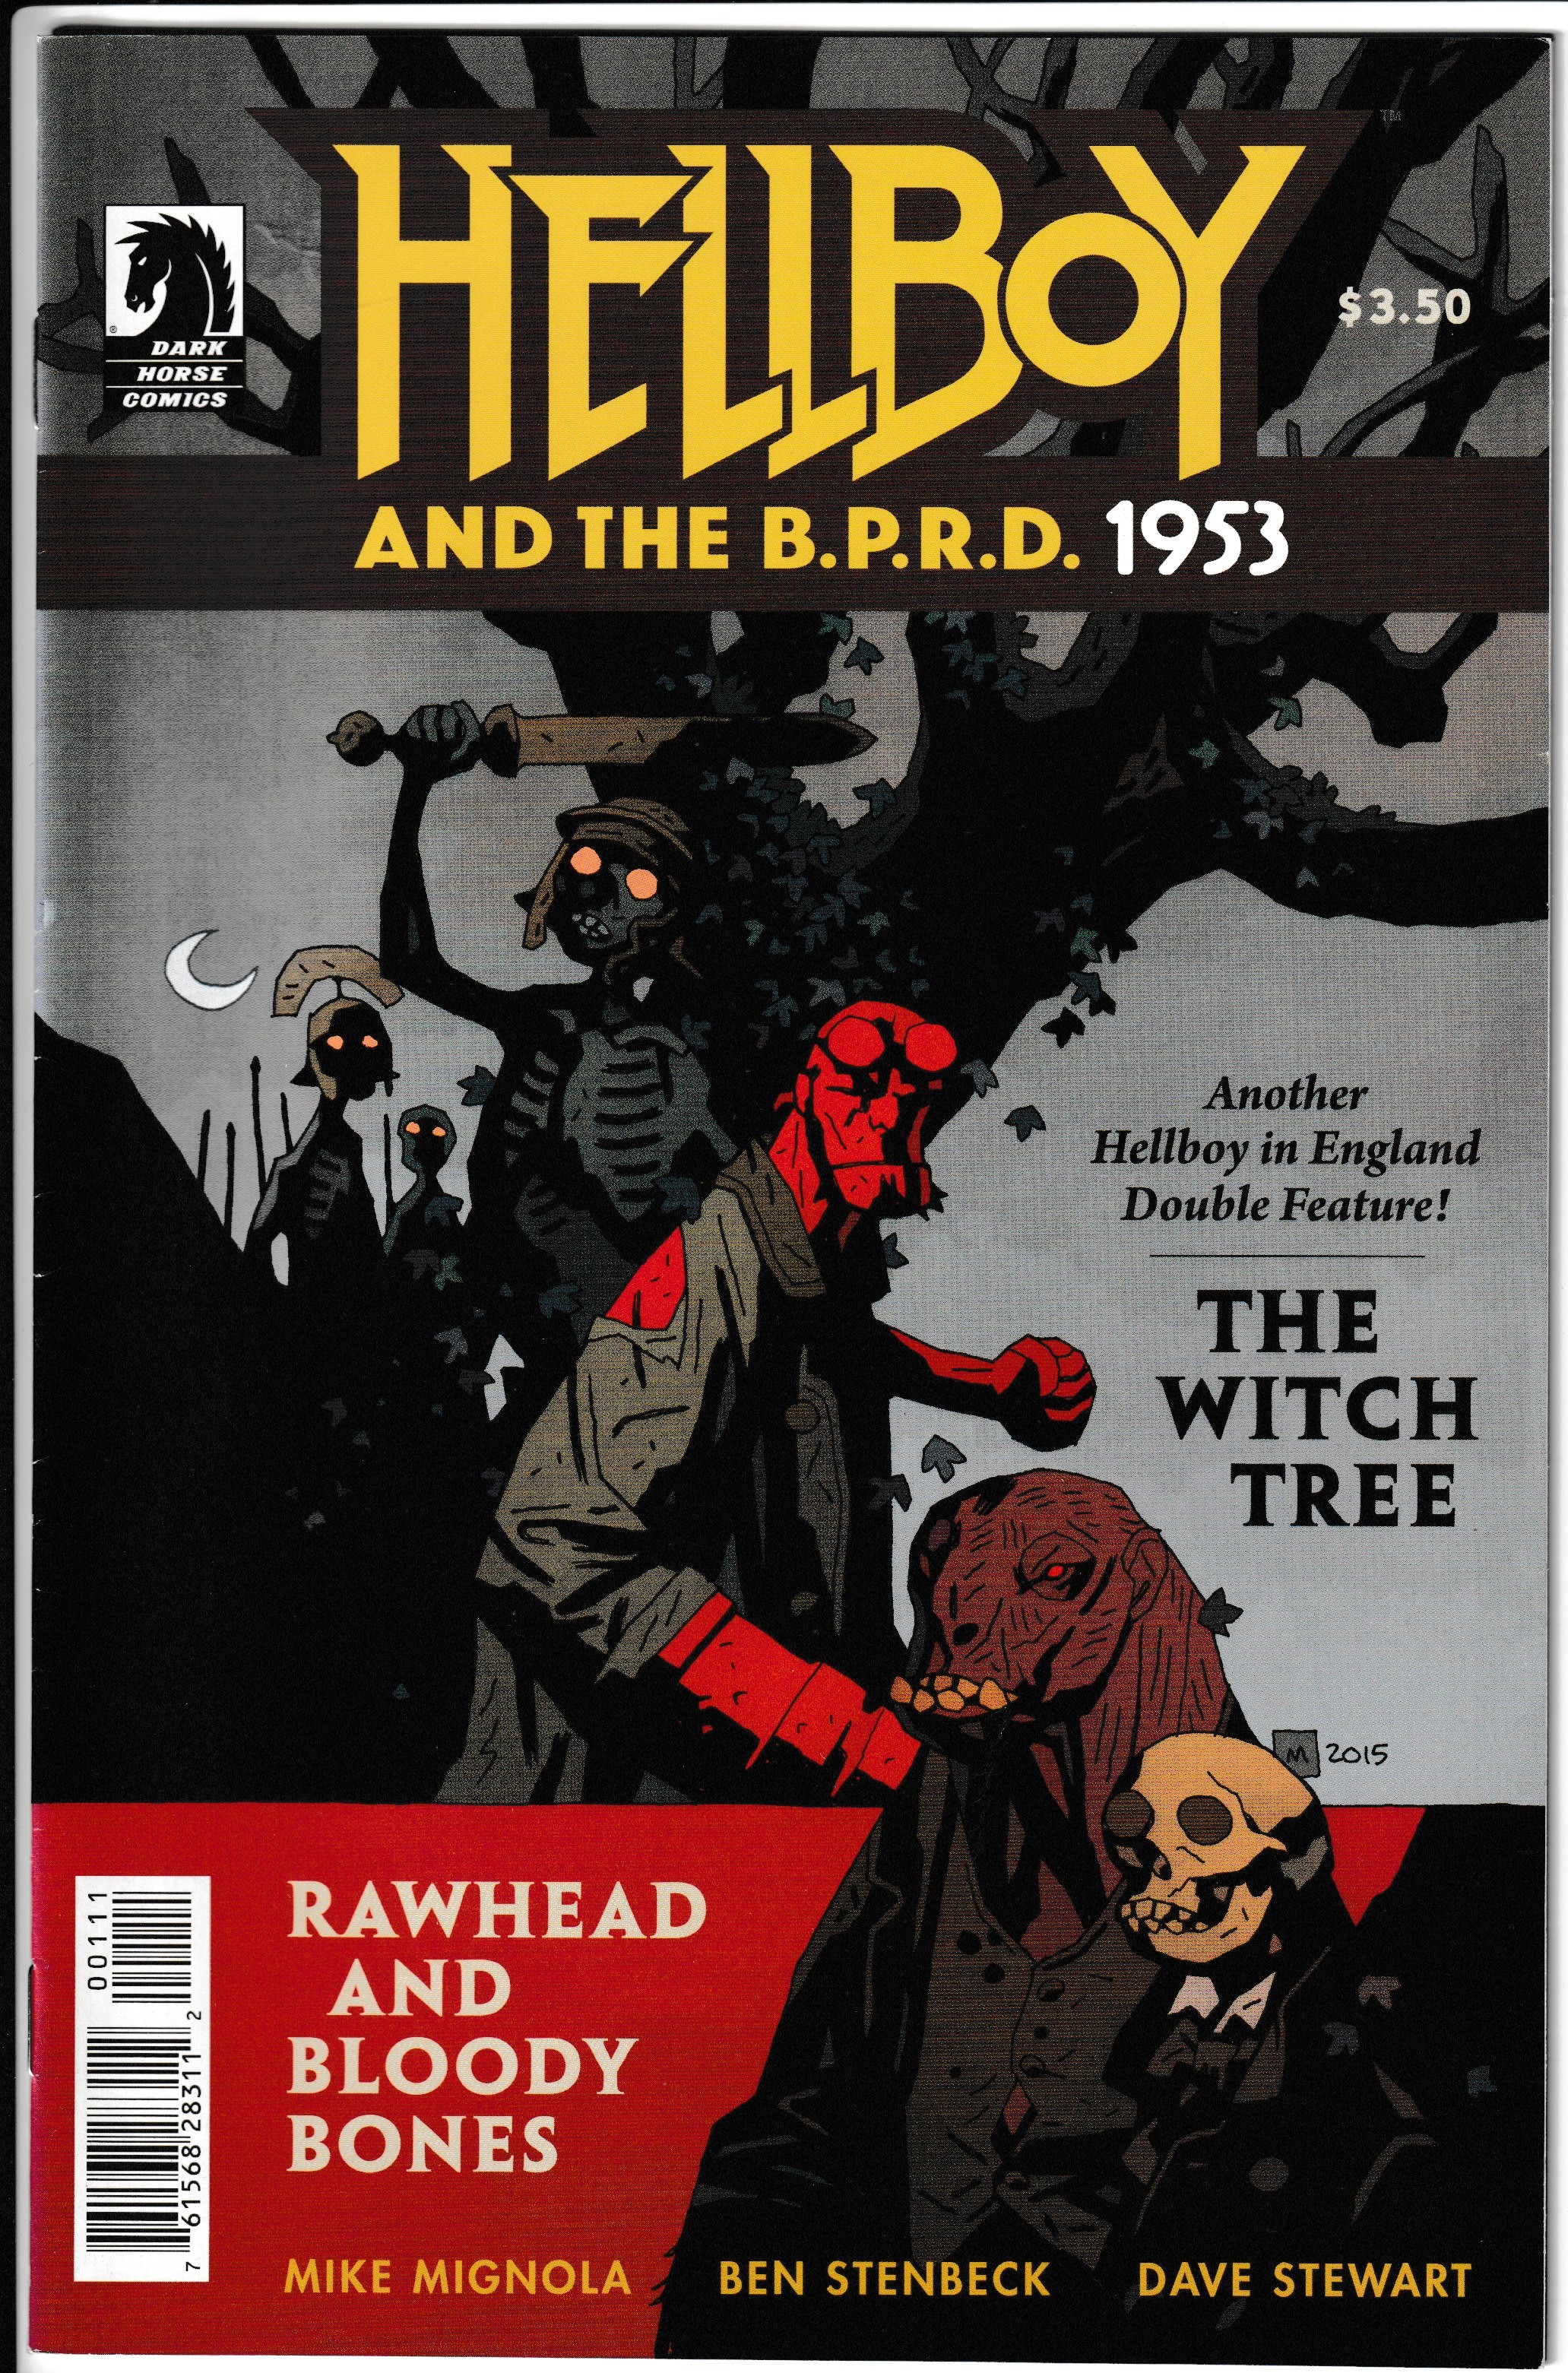 HELLBOY
TM
DARK
HORSE
COMICS
®
$3.50
AND THE B.P.R.D. 1953
Another
Hellboy in England
Double Feature!
THE
WITCH
TREE
M 2015
RAWHEAD
AND
BLOODY
BONES
00111
7 61568 28311 2
MIKE MIGNOLA BEN STENBECK DAVE STEWART